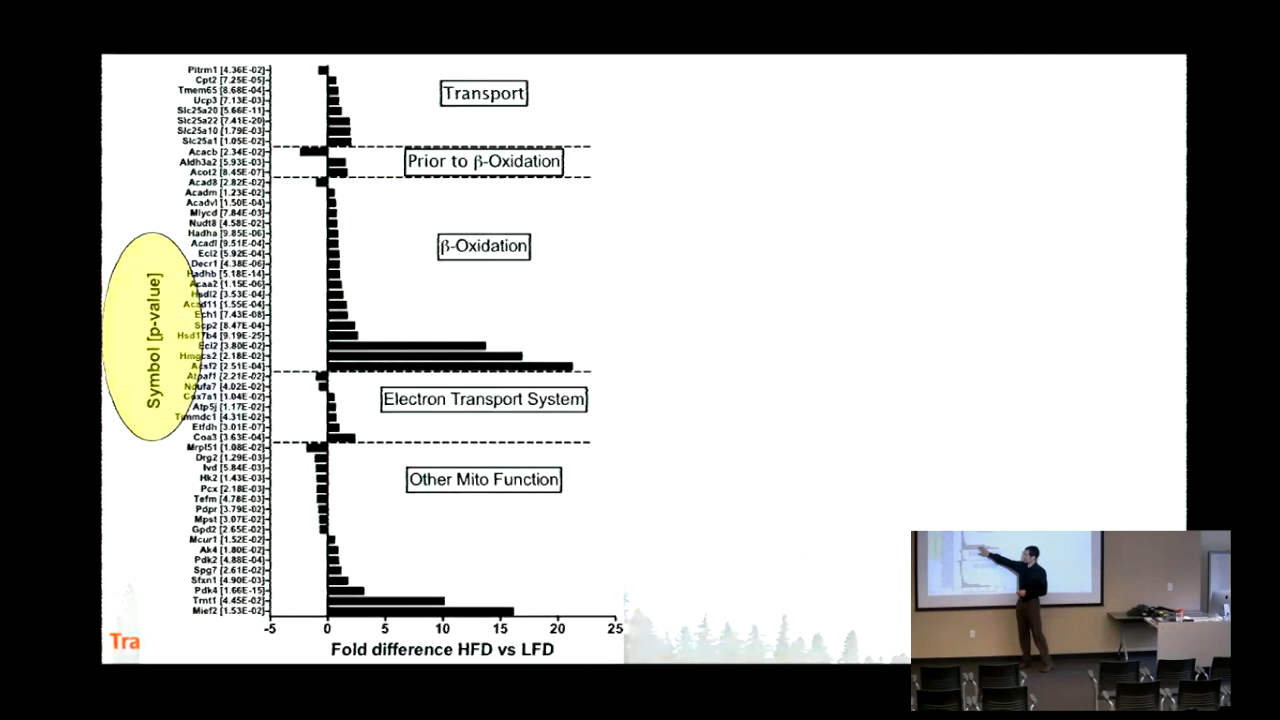 Pitrm1 [4.36E-02]
Cpt2 [7.25E-05]
Tmem65 [8.68E-04]
Ucp3 [7.13E-03]
Slc25a20 [5.66E-11]
Slc25a22 [7.41E-20]
Slc25a10 [1.79E-03]
Slc25a1 [1.05E-02]
Transport
Acacb [2.34E-02]
Aldh3a2 [5.93E-03]
Acot2 [8.45E-07]
Prior to β-Oxidation
Acad8 [2.82E-02]
Acadm [1.23E-02]
Acadvl [1.50E-04]
Mlycd [7.84E-03]
Nudt8 [4.58E-02]
Hadha [9.85E-06]
Acadl [9.51E-04]
Eci2 [5.92E-04]
Decr1 [4.38E-06]
Hadhb [5.18E-14]
Acaa2 [1.15E-06]
Hsdl2 [3.53E-04]
Acad11 [1.55E-04]
Ech1 [7.43E-08]
Scp2 [8.47E-04]
Hsd17b4 [9.19E-25]
Eci2 [3.80E-02]
Hmgcs2 [2.18E-02]
Acsf2 [2.51E-04]
β-Oxidation
Atpaf1 [2.21E-02]
Ndufa7 [4.02E-02]
Cox7a1 [1.04E-02]
Atp5j [1.17E-02]
Timmdc1 [4.31E-02]
Etfdh [3.01E-07]
Coa3 [3.63E-04]
Electron Transport System
Mrpl51 [1.08E-02]
Drg2 [1.29E-03]
Ivd [5.84E-03]
Hk2 [1.43E-03]
Pcx [2.18E-03]
Tefm [4.78E-03]
Pdpr [3.79E-02]
Mpst [3.07E-02]
Gpd2 [2.65E-02]
Mcur1 [1.52E-02]
Ak4 [1.80E-02]
Pdk2 [4.88E-04]
Spg7 [2.61E-02]
Sfxn1 [4.90E-03]
Pdk4 [1.66E-15]
Trnt1 [4.45E-02]
Mief2 [1.53E-02]
Other Mito Function
Symbol [p-value]
-5 0 5 10 15 20 25
Fold difference HFD vs LFD
Tra